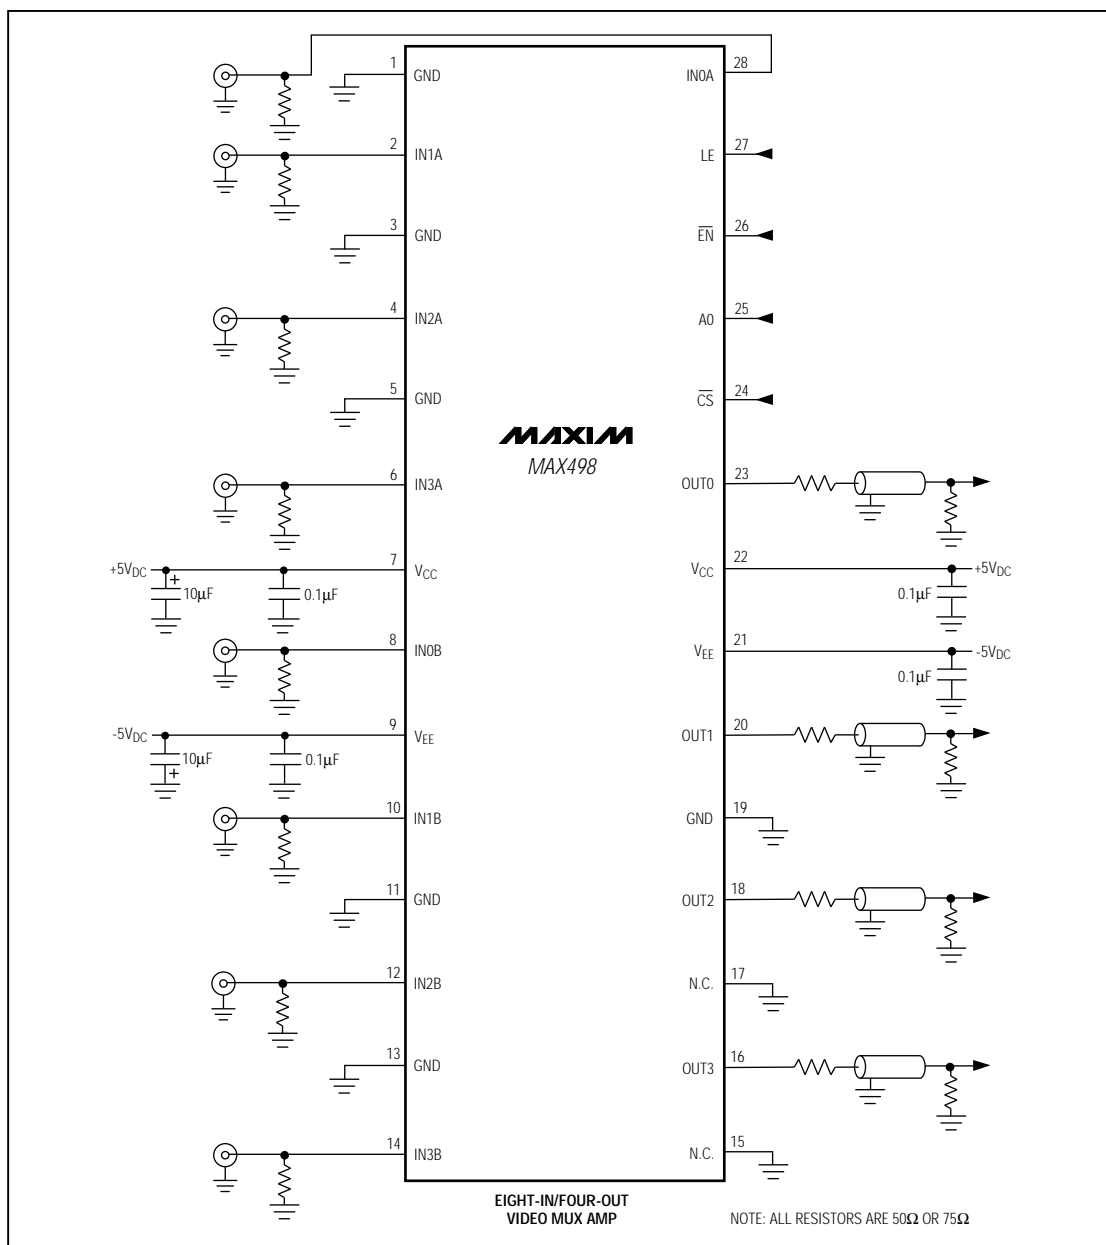 1 GND
IN0A 28
2 IN1A
LE 27
3 GND
EN 26
4 IN2A
A0 25
5 GND
CS 24
MAXIM
MAX498
6 IN3A
OUT0 23
+5VDC 7 VCC
10µF 0.1µF
VCC 22 +5VDC
0.1µF
8 IN0B
VEE 21 -5VDC
0.1µF
-5VDC 9 VEE
10µF 0.1µF
OUT1 20
10 IN1B
GND 19
11 GND
OUT2 18
12 IN2B
N.C. 17
13 GND
OUT3 16
14 IN3B
N.C. 15
EIGHT-IN/FOUR-OUT
VIDEO MUX AMP
NOTE: ALL RESISTORS ARE 50Ω OR 75Ω